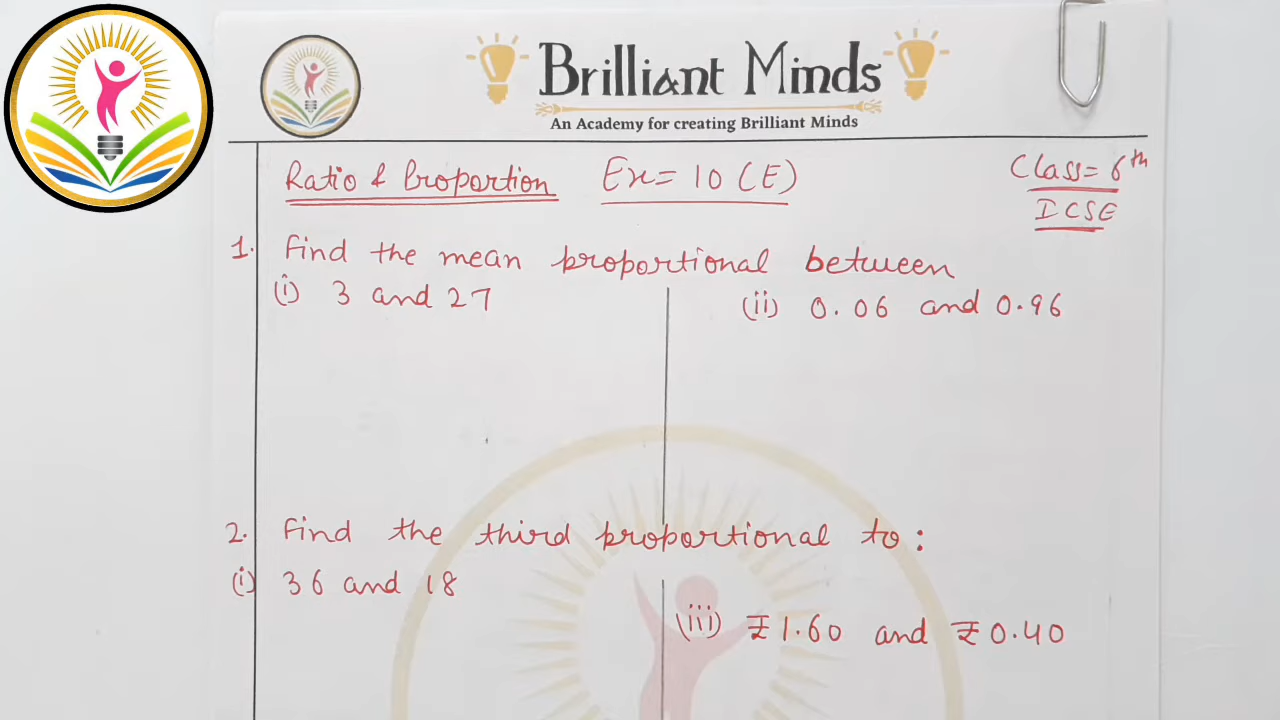 Brilliant Minds
An Academy for creating Brilliant Minds
Ratio & Proportion Ex = 10 (E)
Class = 6th
ICSE
1. Find the mean proportional between
(i) 3 and 27 (ii) 0.06 and 0.96
2. Find the third proportional to:
(i) 36 and 18
(iii) ₹1.60 and ₹0.40